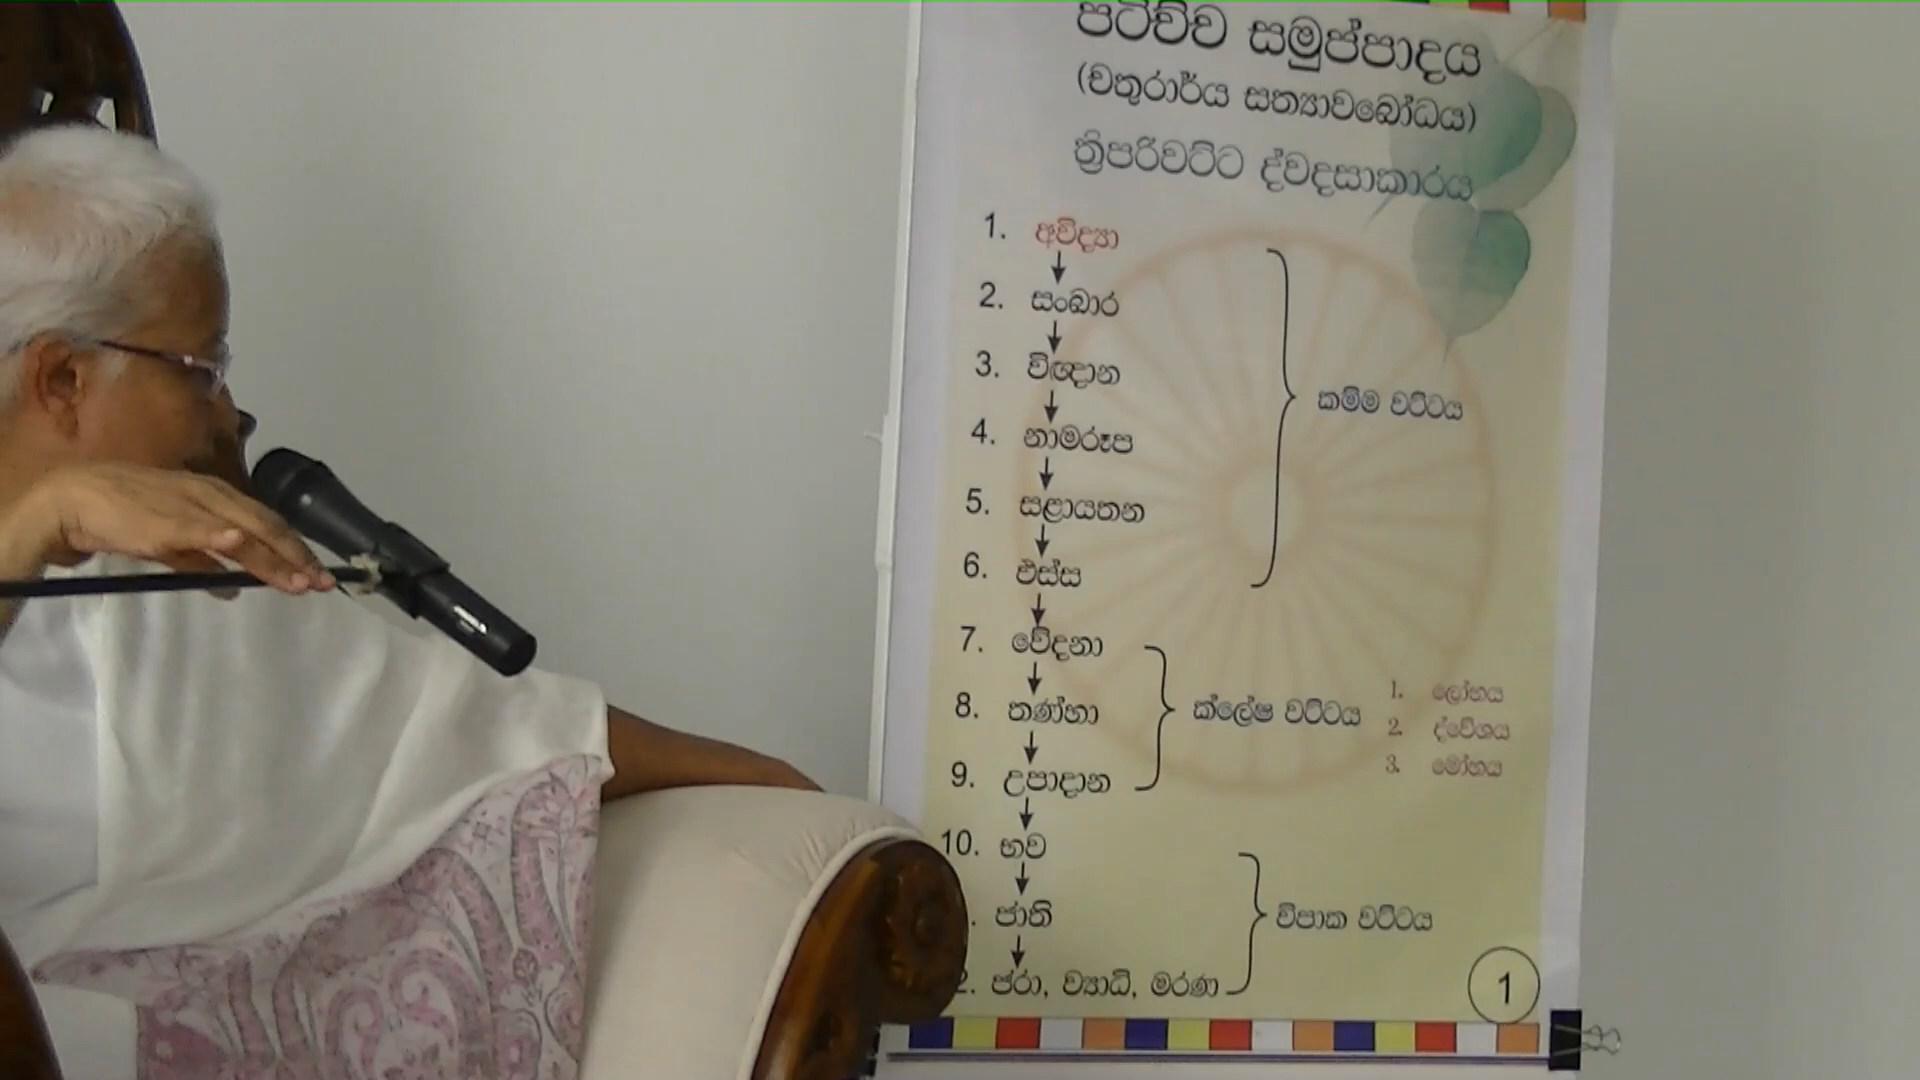 පටිච්ච සමුප්පාදය
(චතුරාර්ය සත්‍යාවබෝධය)
ත්‍රිපරිවට්ට ද්වදසාකාරය
1. අවිද්‍යා
2. සංඛාර
3. විඥාන
4. නාමරූප
5. සළායතන
6. ඵස්ස
කම්ම වට්ටය
7. වේදනා
8. තණ්හා
9. උපාදාන
ක්ලේෂ වට්ටය
1. ලෝභය
2. ද්වේශය
3. මෝහය
10. භව
ජාති
2. ජරා, ව්‍යාධි, මරණ
විපාක වට්ටය
1